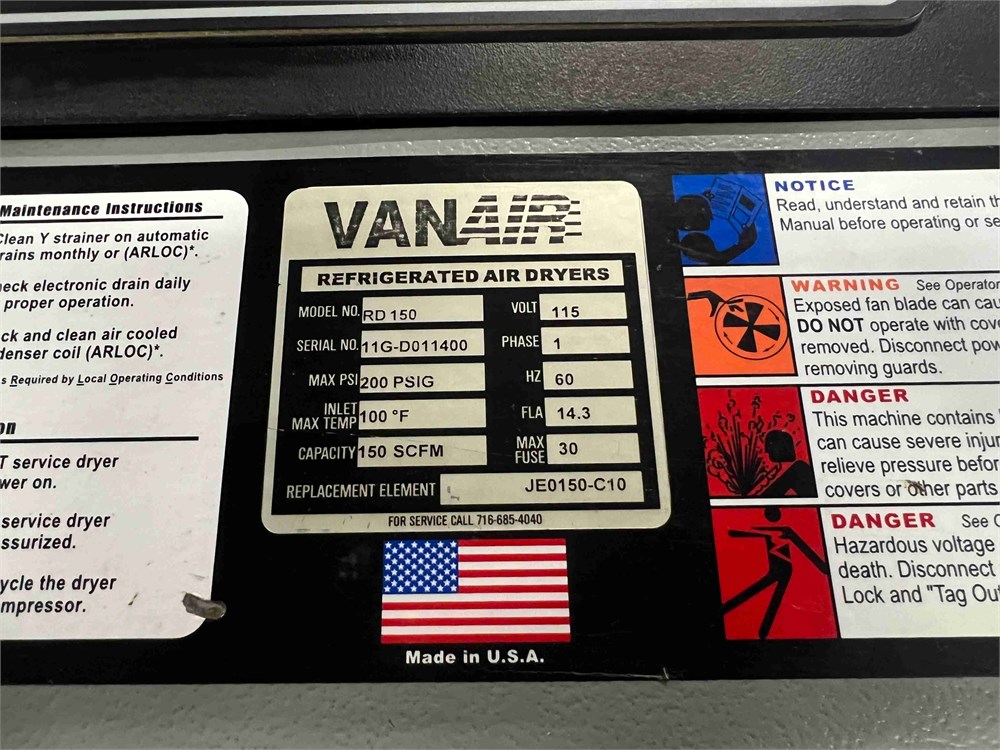 Maintenance Instructions
Clean Y strainer on automatic
rains monthly or (ARLOC)*.
eck electronic drain daily
proper operation.
ck and clean air cooled
denser coil (ARLOC)*.
s Required by Local Operating Conditions
on
T service dryer
wer on.
service dryer
ssurized.
ycle the dryer
mpressor.
VANAIR
REFRIGERATED AIR DRYERS
MODEL NO. RD 150 VOLT 115
SERIAL NO. 11G-D011400 PHASE 1
MAX PSI 200 PSIG HZ 60
INLET MAX TEMP 100 °F FLA 14.3
CAPACITY 150 SCFM MAX FUSE 30
REPLACEMENT ELEMENT JE0150-C10
FOR SERVICE CALL 716-685-4040
Made in U.S.A.
NOTICE
Read, understand and retain th
Manual before operating or se
WARNING See Operator
Exposed fan blade can cau
DO NOT operate with cove
removed. Disconnect pow
removing guards.
DANGER
This machine contains
can cause severe injur
relieve pressure befor
covers or other parts
DANGER See O
Hazardous voltage
death. Disconnect
Lock and "Tag Out